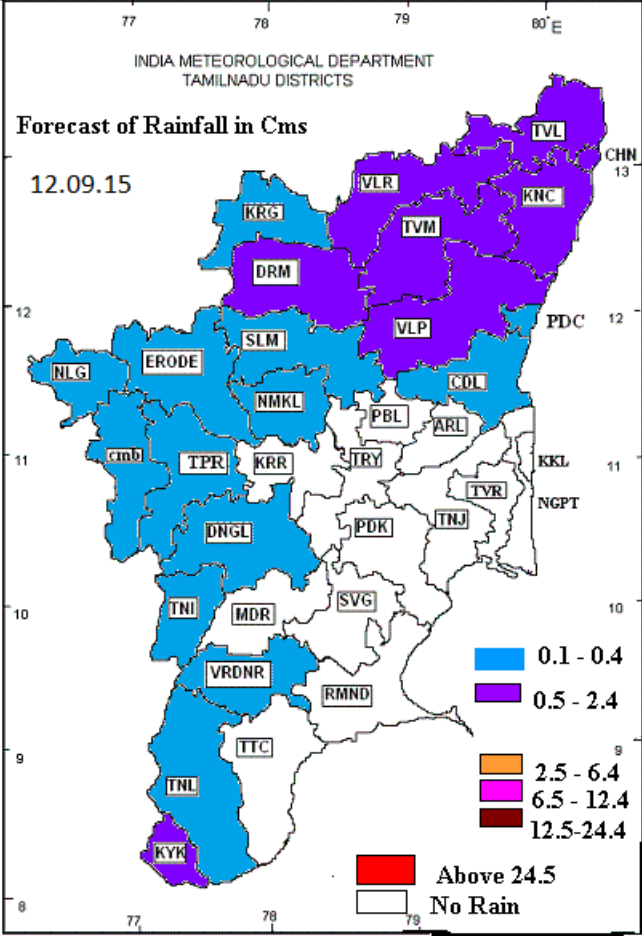 77 78 79 80° E
INDIA METEOROLOGICAL DEPARTMENT
TAMILNADU DISTRICTS
Forecast of Rainfall in Cms
12.09.15
TVL
CHN
13
VLR
KNC
KRG
TVM
DRM
12
12
PDC
VLP
SLM
ERODE
NLG
CDL
NMKL
PBL
ARL
11
cmb
TPR
KRR
TRY
KKL
11
TVR
NGPT
DNGL
PDK
TNJ
10
TNI
MDR
SVG
10
VRDNR
RMND
0.1 - 0.4
0.5 - 2.4
9
TTC
9
2.5 - 6.4
TNL
6.5 - 12.4
12.5-24.4
KYK
Above 24.5
8
No Rain
77 78 79